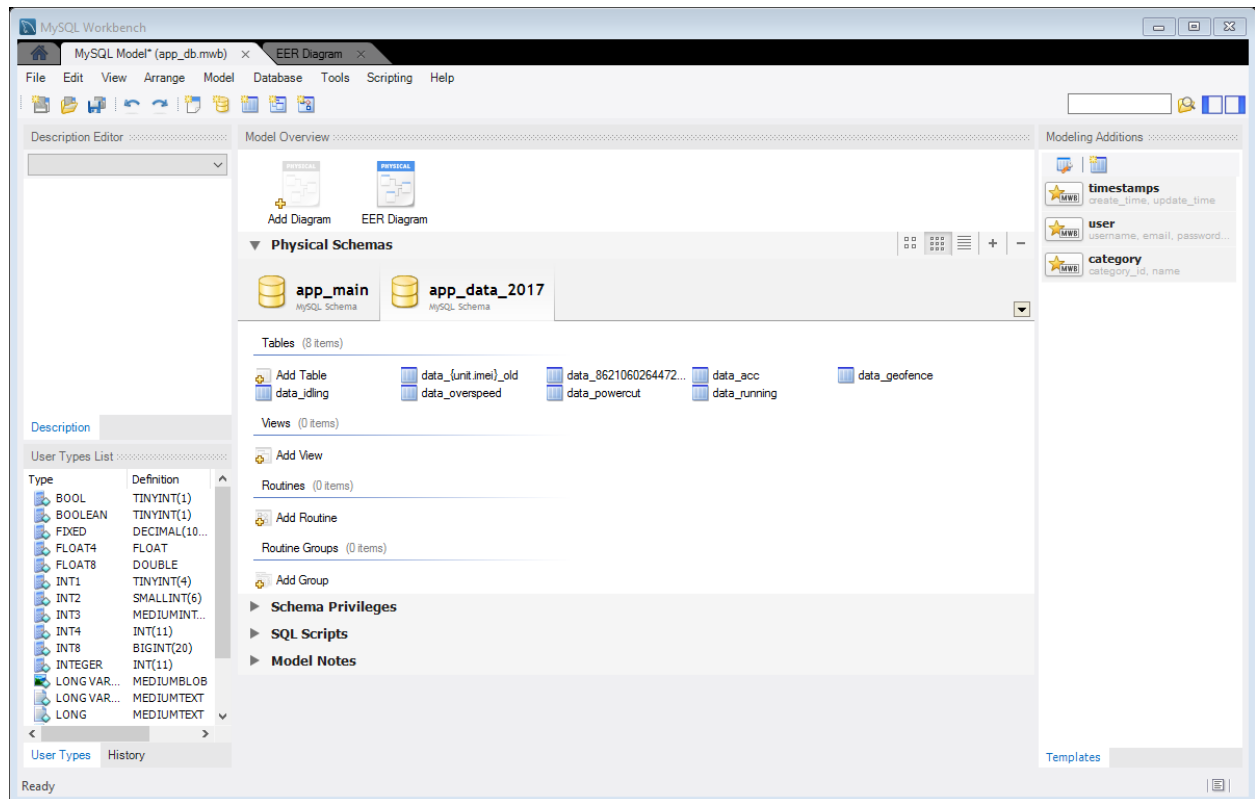 MySQL Workbench
MySQL Model* (app_db.mwb) × EER Diagram ×
File Edit View Arrange Model Database Tools Scripting Help
Description Editor
Description
User Types List
Type Definition
BOOL TINYINT(1)
BOOLEAN TINYINT(1)
FIXED DECIMAL(10...
FLOAT4 FLOAT
FLOAT8 DOUBLE
INT1 TINYINT(4)
INT2 SMALLINT(6)
INT3 MEDIUMINT...
INT4 INT(11)
INT8 BIGINT(20)
INTEGER INT(11)
LONG VAR... MEDIUMBLOB
LONG VAR... MEDIUMTEXT
LONG MEDIUMTEXT
User Types History
Model Overview
PHYSICAL PHYSICAL
Add Diagram EER Diagram
Physical Schemas
app_main app_data_2017
MySQL Schema MySQL Schema
Tables (8 items)
Add Table data_{unit.imei}_old data_8621060264472... data_acc data_geofence
data_idling data_overspeed data_powercut data_running
Views (0 items)
Add View
Routines (0 items)
Add Routine
Routine Groups (0 items)
Add Group
Schema Privileges
SQL Scripts
Model Notes
Modeling Additions
MWB timestamps
create_time, update_time
MWB user
username, email, password...
MWB category
category_id, name
Templates
Ready